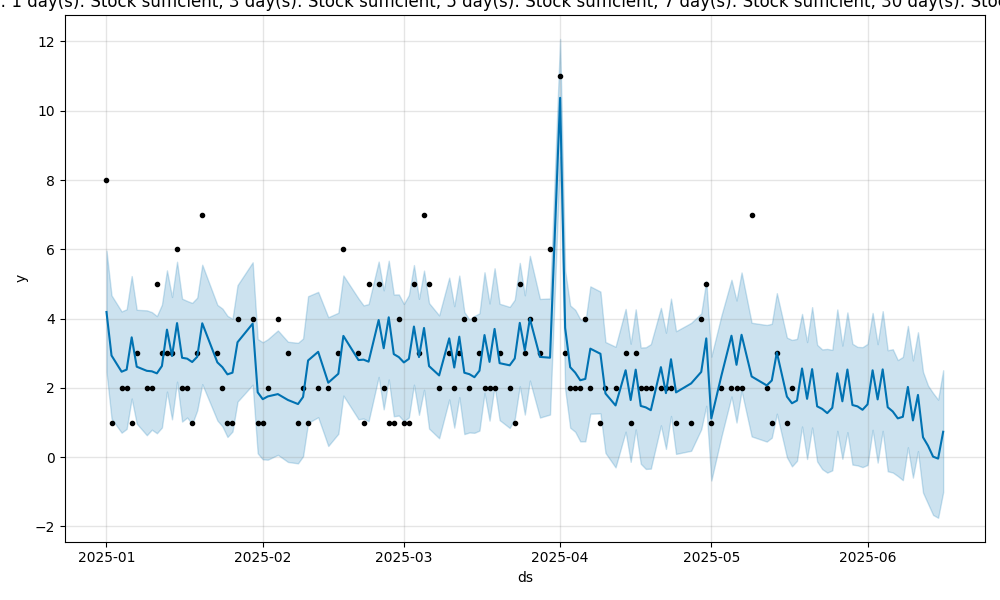 . 1 day(s): Stock sufficient, 3 day(s): Stock sufficient, 5 day(s): Stock sufficient, 7 day(s): Stock sufficient, 30 day(s): Stoc
12
10
8
6
4
2
0
−2
y
2025-01 2025-02 2025-03 2025-04 2025-05 2025-06
ds